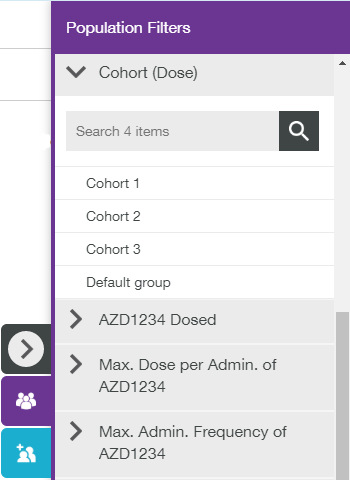 Population Filters
Cohort (Dose)
Search 4 items
Cohort 1
Cohort 2
Cohort 3
Default group
AZD1234 Dosed
Max. Dose per Admin. of
AZD1234
Max. Admin. Frequency of
AZD1234